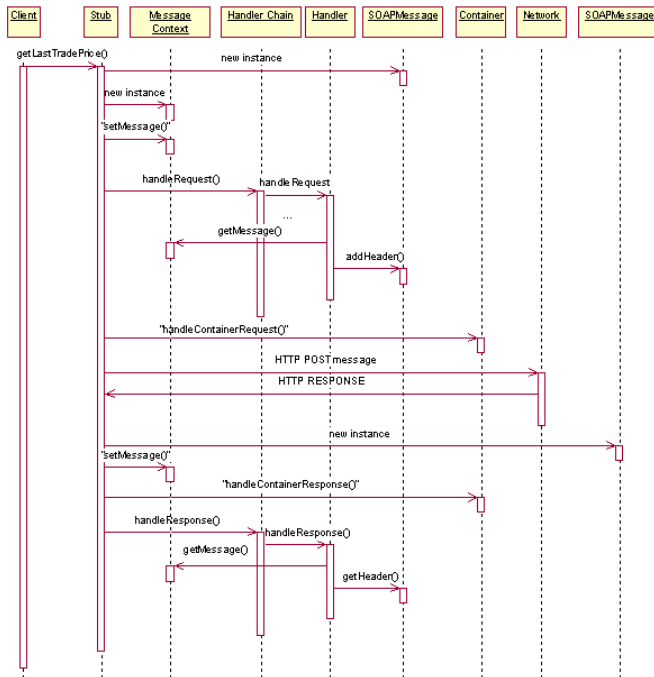 Client
Stub
Message
Context
Handler Chain
Handler
SOAPMessage
Container
Network
SOAPMessage
getLastTradePrice()
new instance
new instance
"setMessage()"
handleRequest()
handleRequest
...
getMessage()
addHeader()
"handleContainerRequest()"
HTTP POST message
HTTP RESPONSE
new instance
"setMessage()"
"handleContainerResponse()"
handleResponse()
handleResponse()
getMessage()
getHeader()